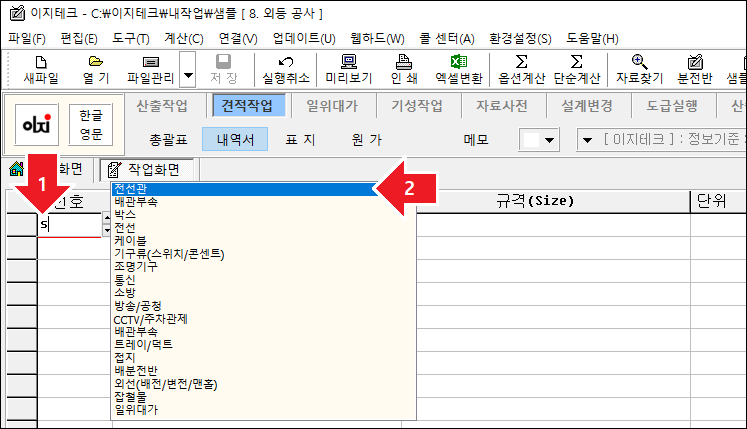 이지테크 - C:₩이지테크₩내작업₩샘플 [ 8. 외등 공사 ]
파일(F) 편집(E) 도구(T) 계산(C) 연결(V) 업데이트(U) 웹하드(W) 콜 센터(A) 환경설정(S) 도움말(H)
새파일 열 기 파일관리 저 장 실행취소 미리보기 인 쇄 엑셀변환 옵션계산 단순계산 자료찾기 분전반
이지 한글 영문
산출작업 견적작업 일위대가 기성작업 자료사전 설계변경 도급실행
총괄표 내역서 표 지 원 가 메모 [ 이지테크 ] : 정보기준
1 화면 작업화면
전선관 2
번호 규격(Size) 단위
s
배관부속
박스
전선
케이블
기구류(스위치/콘센트)
조명기구
통신
소방
방송/공청
CCTV/주차관제
배관부속
트레이/덕트
접지
배분전반
외선(배전/변전/맨홀)
잡철물
일위대가